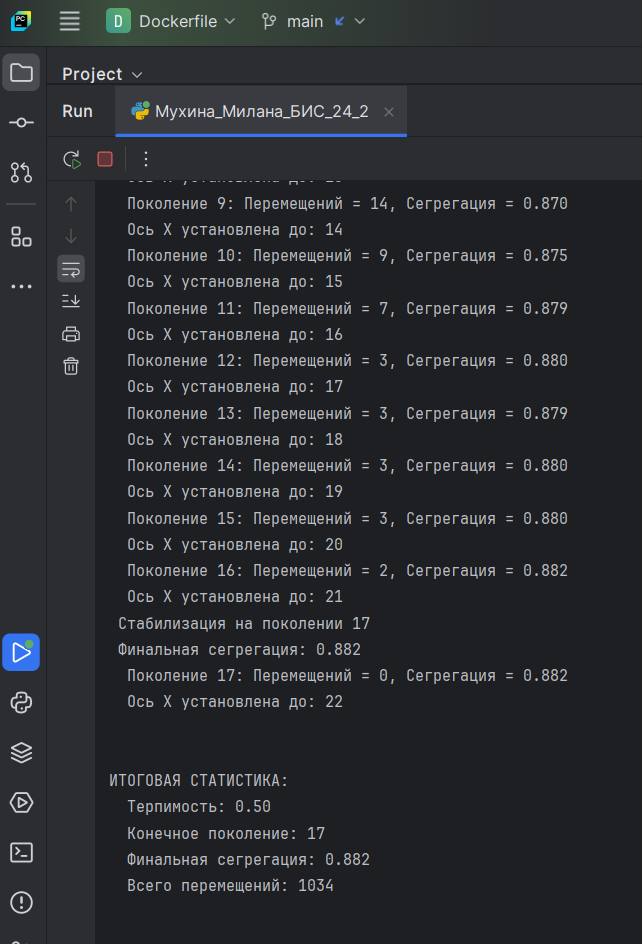 PC
D Dockerfile main
Project
Run Мухина_Милана_БИС_24_2
Поколение 9: Перемещений = 14, Сегрегация = 0.870
Ось X установлена до: 14
Поколение 10: Перемещений = 9, Сегрегация = 0.875
Ось X установлена до: 15
Поколение 11: Перемещений = 7, Сегрегация = 0.879
Ось X установлена до: 16
Поколение 12: Перемещений = 3, Сегрегация = 0.880
Ось X установлена до: 17
Поколение 13: Перемещений = 3, Сегрегация = 0.879
Ось X установлена до: 18
Поколение 14: Перемещений = 3, Сегрегация = 0.880
Ось X установлена до: 19
Поколение 15: Перемещений = 3, Сегрегация = 0.880
Ось X установлена до: 20
Поколение 16: Перемещений = 2, Сегрегация = 0.882
Ось X установлена до: 21
Стабилизация на поколении 17
Финальная сегрегация: 0.882
Поколение 17: Перемещений = 0, Сегрегация = 0.882
Ось X установлена до: 22
ИТОГОВАЯ СТАТИСТИКА:
Терпимость: 0.50
Конечное поколение: 17
Финальная сегрегация: 0.882
Всего перемещений: 1034